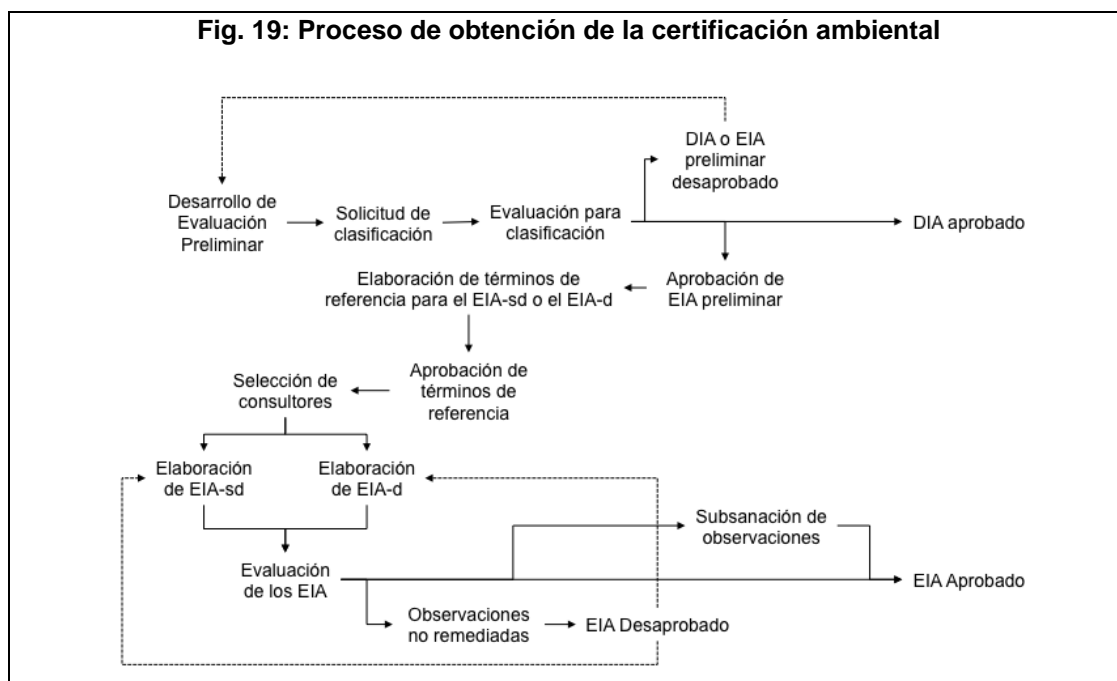 Fig. 19: Proceso de obtención de la certificación ambiental
DIA o EIA
preliminar
desaprobado
Desarrollo de
Evaluación
Preliminar
Solicitud de
clasificación
Evaluación para
clasificación
DIA aprobado
Elaboración de términos de
referencia para el EIA-sd o el EIA-d
Aprobación de
EIA preliminar
Selección de
consultores
Aprobación de
términos de
referencia
Elaboración
de EIA-sd
Elaboración
de EIA-d
Subsanación de
observaciones
Evaluación
de los EIA
EIA Aprobado
Observaciones
no remediadas
EIA Desaprobado